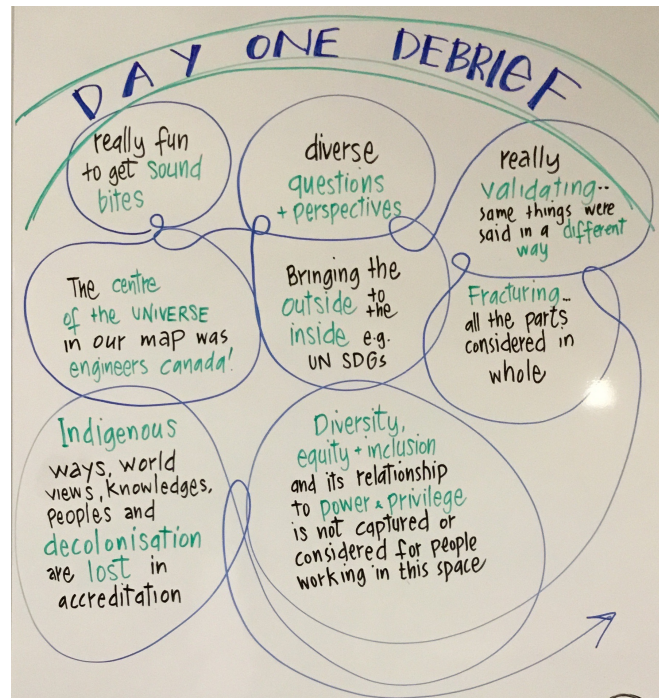 DAY ONE DEBRIEF
really fun
to get sound
bites
diverse
questions
+ perspectives
really
validating..
same things were
said in a different
way
The centre
of the UNIVERSE
in our map was
engineers canada!
Bringing the
outside to
the
inside e.g.
UN SDGs
Fracturing...
all the parts
considered in
whole
Indigenous
ways, world
views, knowledges,
peoples and
decolonisation
are lost in
accreditation
Diversity,
equity + inclusion
and its relationship
to power & privilege
is not captured or
considered for people
working in this space